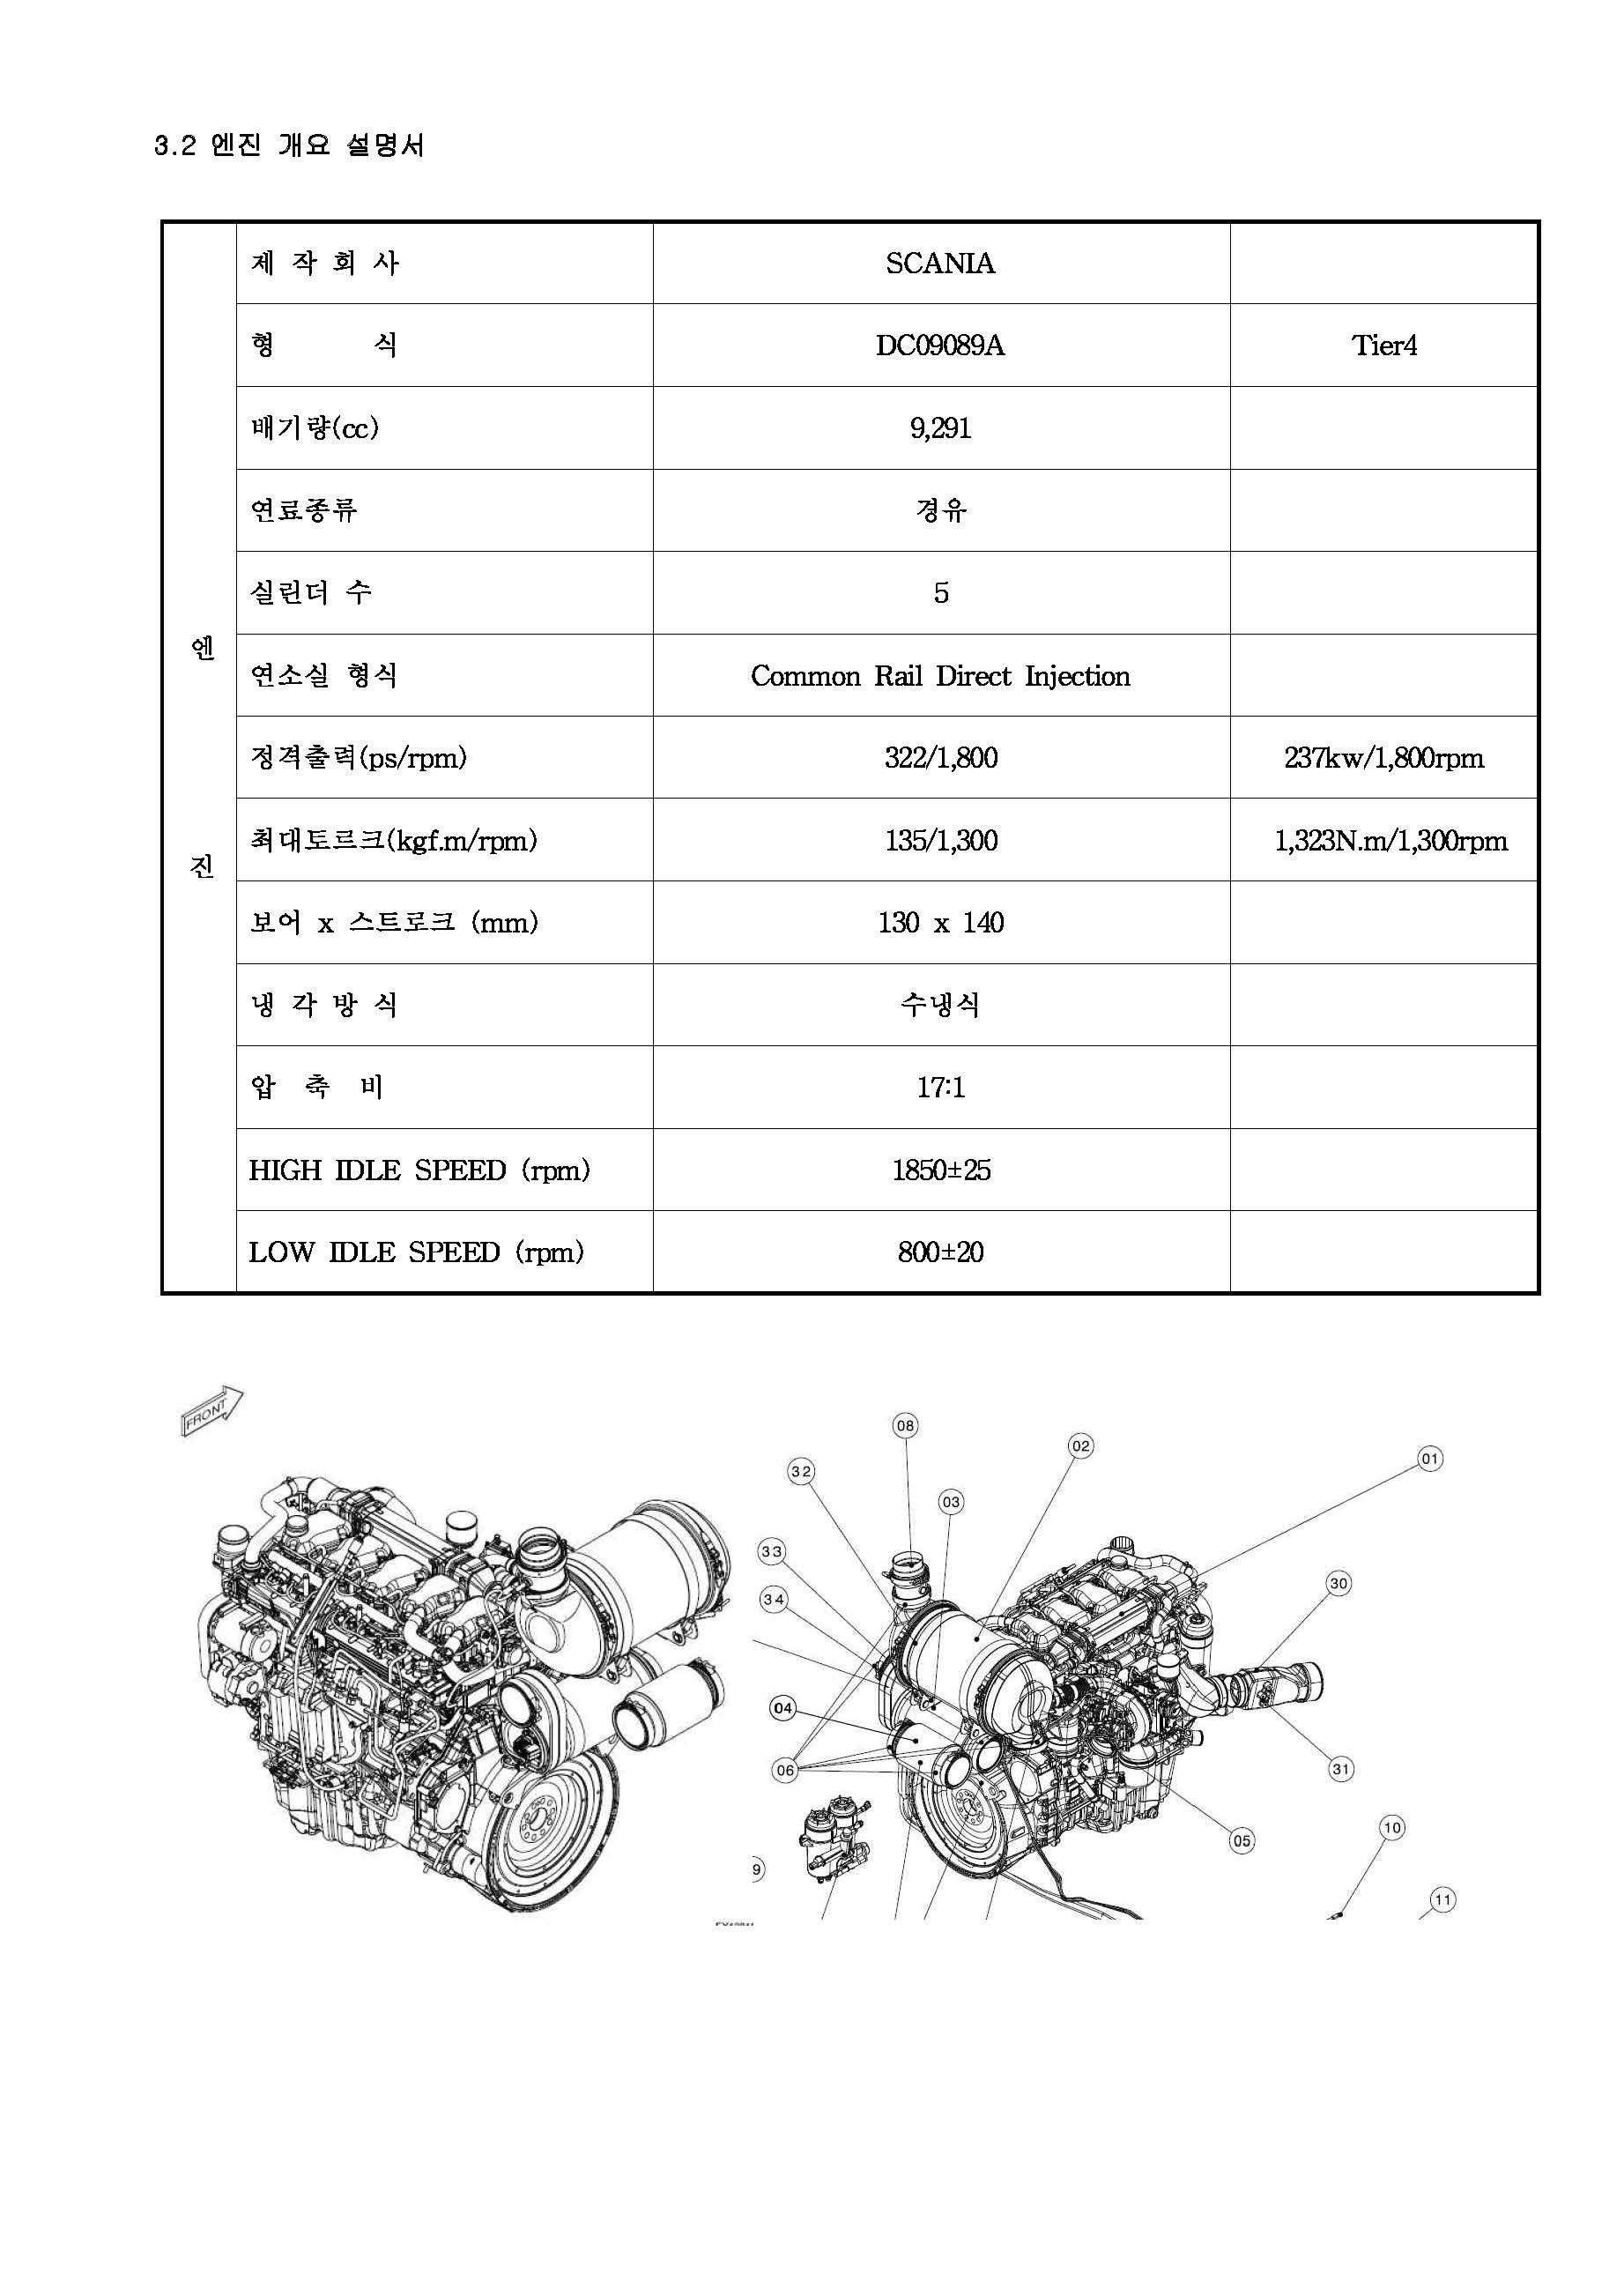 3.2 엔진 개요 설명서
엔
진
제 작 회 사 SCANIA
형 식 DC09089A Tier4
배기량(cc) 9,291
연료종류 경유
실린더 수 5
연소실 형식 Common Rail Direct Injection
정격출력(ps/rpm) 322/1,800 237kw/1,800rpm
최대토르크(kgf.m/rpm) 135/1,300 1,323N.m/1,300rpm
보어 x 스트로크 (mm) 130 x 140
냉 각 방 식 수냉식
압 축 비 17:1
HIGH IDLE SPEED (rpm) 1850±25
LOW IDLE SPEED (rpm) 800±20
FRONT
08
02
01
32
03
33
30
34
04
06
31
05
10
9
11